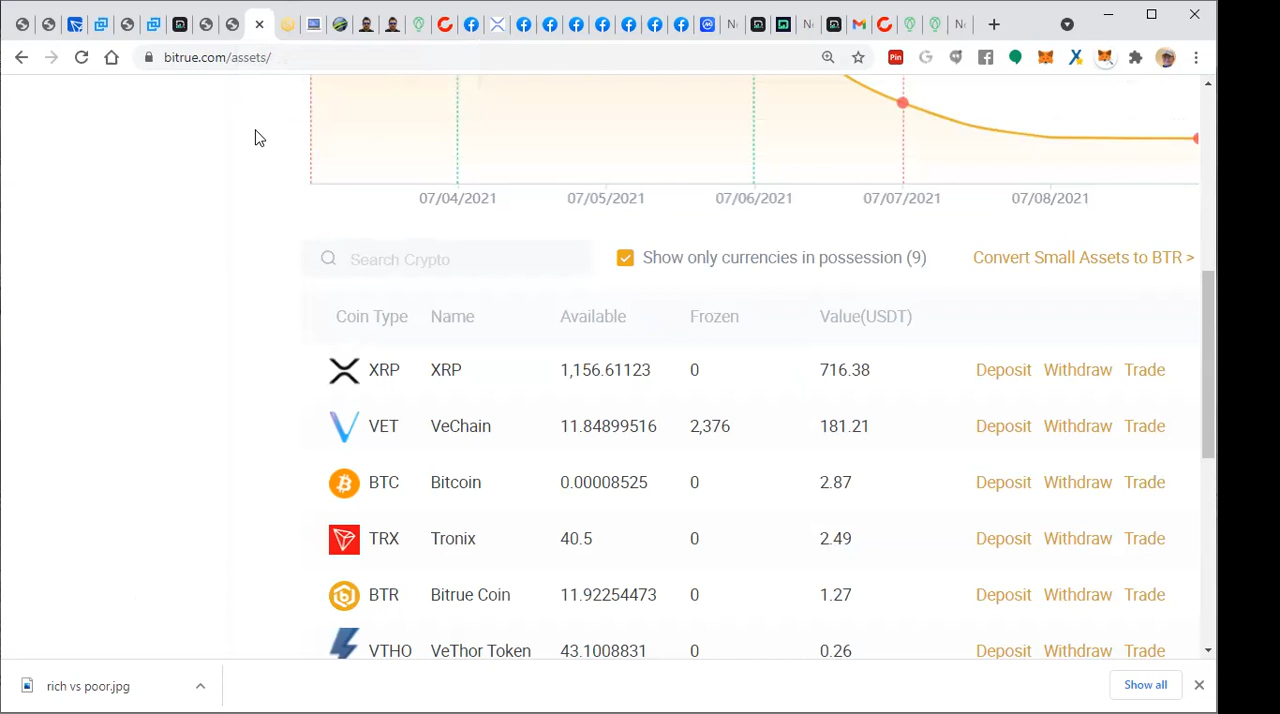 bitrue.com/assets/
07/04/2021 07/05/2021 07/06/2021 07/07/2021 07/08/2021
Search Crypto Show only currencies in possession (9) Convert Small Assets to BTR >
Coin Type Name Available Frozen Value(USDT)
XRP XRP 1,156.61123 0 716.38 Deposit Withdraw Trade
VET VeChain 11.84899516 2,376 181.21 Deposit Withdraw Trade
BTC Bitcoin 0.00008525 0 2.87 Deposit Withdraw Trade
TRX Tronix 40.5 0 2.49 Deposit Withdraw Trade
BTR Bitrue Coin 11.92254473 0 1.27 Deposit Withdraw Trade
VTHO VeThor Token 43.1008831 0 0.26 Deposit Withdraw Trade
rich vs poor.jpg Show all